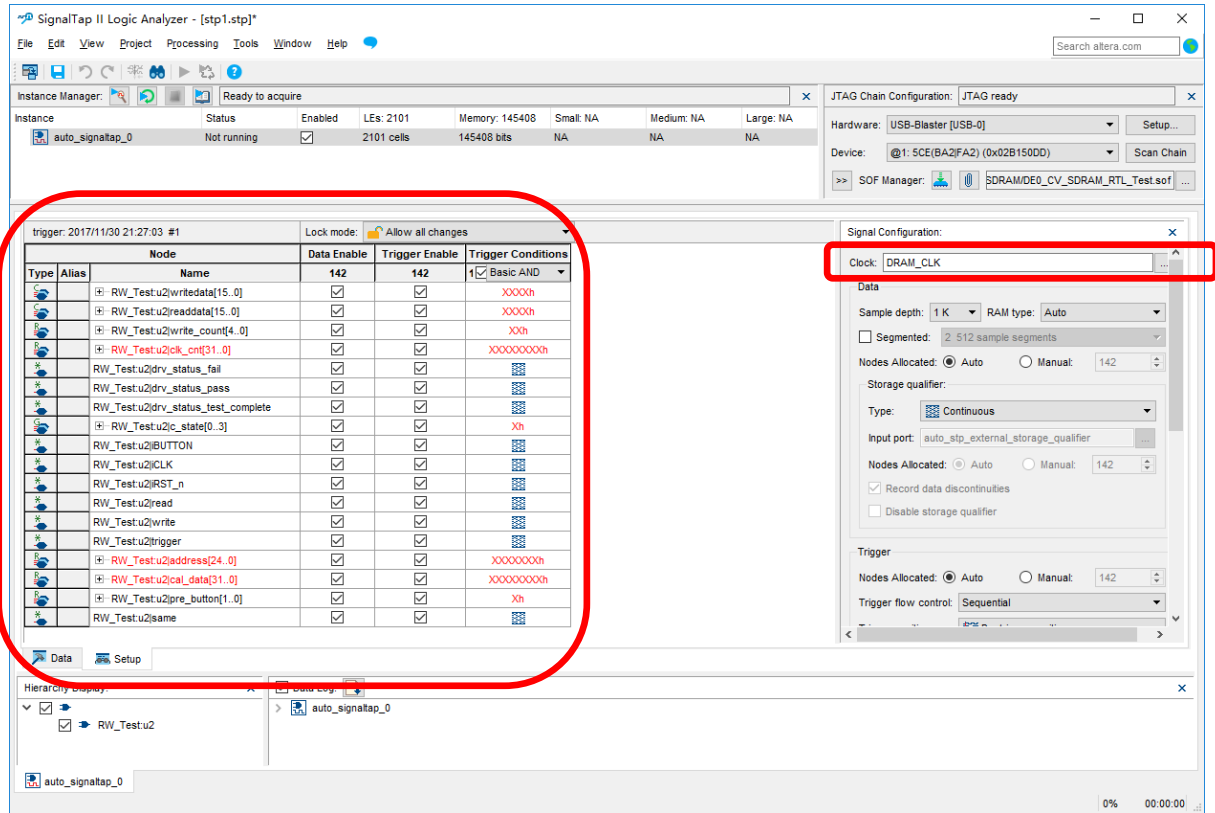 SignalTap II Logic Analyzer - [stp1.stp]*
File Edit View Project Processing Tools Window Help
Search altera.com
Instance Manager: Ready to acquire
Instance Status Enabled LEs: 2101 Memory: 145408 Small: NA Medium: NA Large: NA
auto_signaltap_0 Not running 2101 cells 145408 bits NA NA NA
JTAG Chain Configuration: JTAG ready
Hardware: USB-Blaster [USB-0] Setup...
Device: @1: 5CE(BA2|FA2) (0x02B150DD) Scan Chain
>> SOF Manager: SDRAM/DE0_CV_SDRAM_RTL_Test.sof ...
trigger: 2017/11/30 21:27:03 #1 Lock mode: Allow all changes
Node Data Enable Trigger Enable Trigger Conditions
Type Alias Name 142 142 1 Basic AND
RW_Test:u2|writedata[15..0] XXXXh
RW_Test:u2|readdata[15..0] XXXXh
RW_Test:u2|write_count[4..0] XXh
RW_Test:u2|clk_cnt[31..0] XXXXXXXXh
RW_Test:u2|drv_status_fail
RW_Test:u2|drv_status_pass
RW_Test:u2|drv_status_test_complete
RW_Test:u2|c_state[0..3] Xh
RW_Test:u2|iBUTTON
RW_Test:u2|iCLK
RW_Test:u2|iRST_n
RW_Test:u2|read
RW_Test:u2|write
RW_Test:u2|trigger
RW_Test:u2|address[24..0] XXXXXXXh
RW_Test:u2|cal_data[31..0] XXXXXXXXh
RW_Test:u2|pre_button[1..0] Xh
RW_Test:u2|same
Data Setup
Signal Configuration:
Clock: DRAM_CLK ...
Data
Sample depth: 1 K RAM type: Auto
Segmented: 2 512 sample segments
Nodes Allocated: Auto Manual: 142
Storage qualifier:
Type: Continuous
Input port: auto_stp_external_storage_qualifier ...
Nodes Allocated: Auto Manual: 142
Record data discontinuities
Disable storage qualifier
Trigger
Nodes Allocated: Auto Manual: 142
Trigger flow control: Sequential
Hierarchy Display:
RW_Test:u2
Data Log:
auto_signaltap_0
auto_signaltap_0
0% 00:00:00